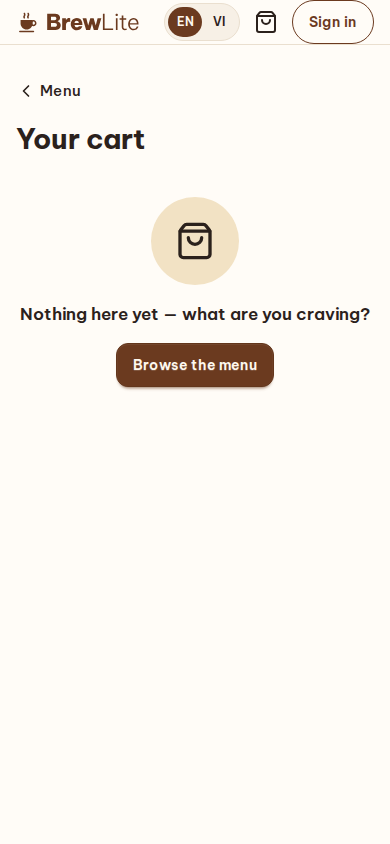 BrewLite
EN VI
Sign in
Menu
Your cart
Nothing here yet — what are you craving?
Browse the menu